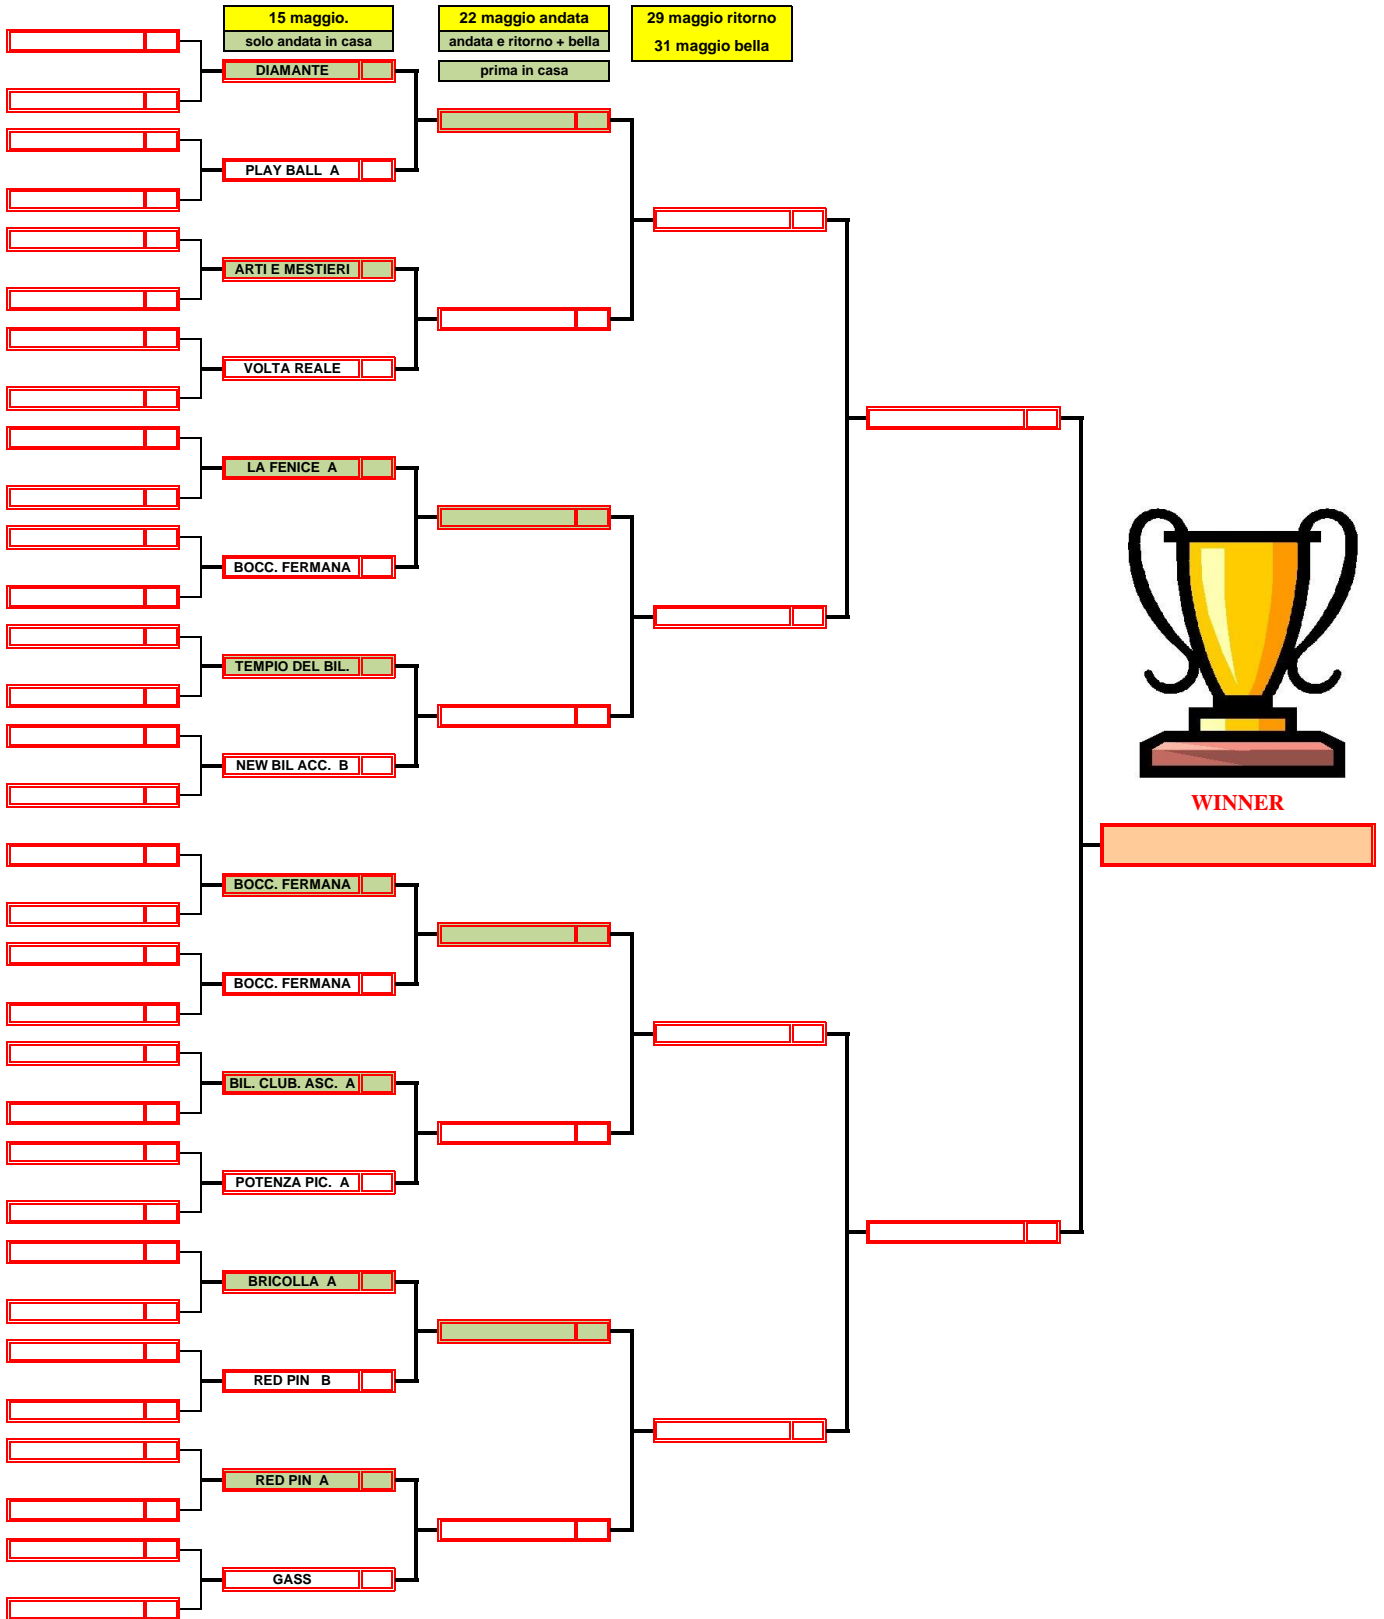 15 maggio.
22 maggio andata
29 maggio ritorno
solo andata in casa
andata e ritorno + bella
31 maggio bella
DIAMANTE
prima in casa
PLAY BALL A
ARTI E MESTIERI
VOLTA REALE
LA FENICE A
BOCC. FERMANA
TEMPIO DEL BIL.
NEW BIL ACC. B
WINNER
BOCC. FERMANA
BOCC. FERMANA
BIL. CLUB. ASC. A
POTENZA PIC. A
BRICOLLA A
RED PIN B
RED PIN A
GASS